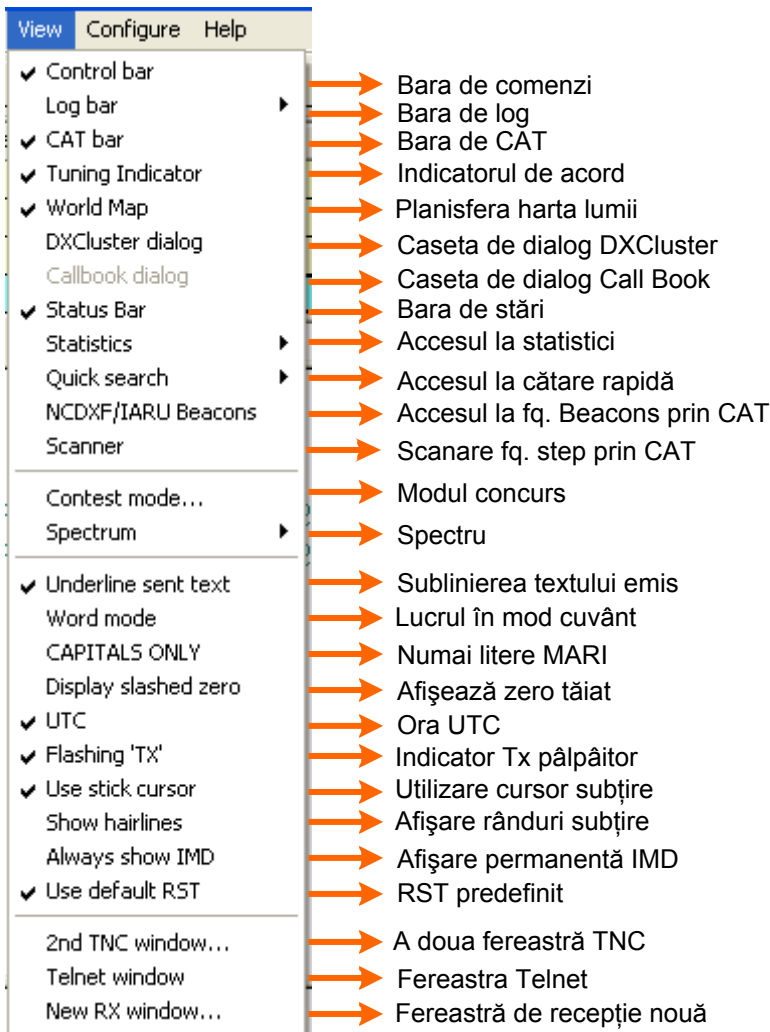 View Configure Help
Control bar Bara de comenzi
Log bar Bara de log
CAT bar Bara de CAT
Tuning Indicator Indicatorul de acord
World Map Planisfera harta lumii
DXCluster dialog Caseta de dialog DXCluster
Callbook dialog Caseta de dialog Call Book
Status Bar Bara de stări
Statistics Accesul la statistici
Quick search Accesul la cătare rapidă
NCDXF/IARU Beacons Accesul la fq. Beacons prin CAT
Scanner Scanare fq. step prin CAT
Contest mode... Modul concurs
Spectrum Spectru
Underline sent text Sublinierea textului emis
Word mode Lucrul în mod cuvânt
CAPITALS ONLY Numai litere MARI
Display slashed zero Afişează zero tăiat
UTC Ora UTC
Flashing 'TX' Indicator Tx pâlpâitor
Use stick cursor Utilizare cursor subțire
Show hairlines Afişare rânduri subțire
Always show IMD Afişare permanentă IMD
Use default RST RST predefinit
2nd TNC window... A doua fereastră TNC
Telnet window Fereastra Telnet
New RX window... Fereastră de recepție nouă